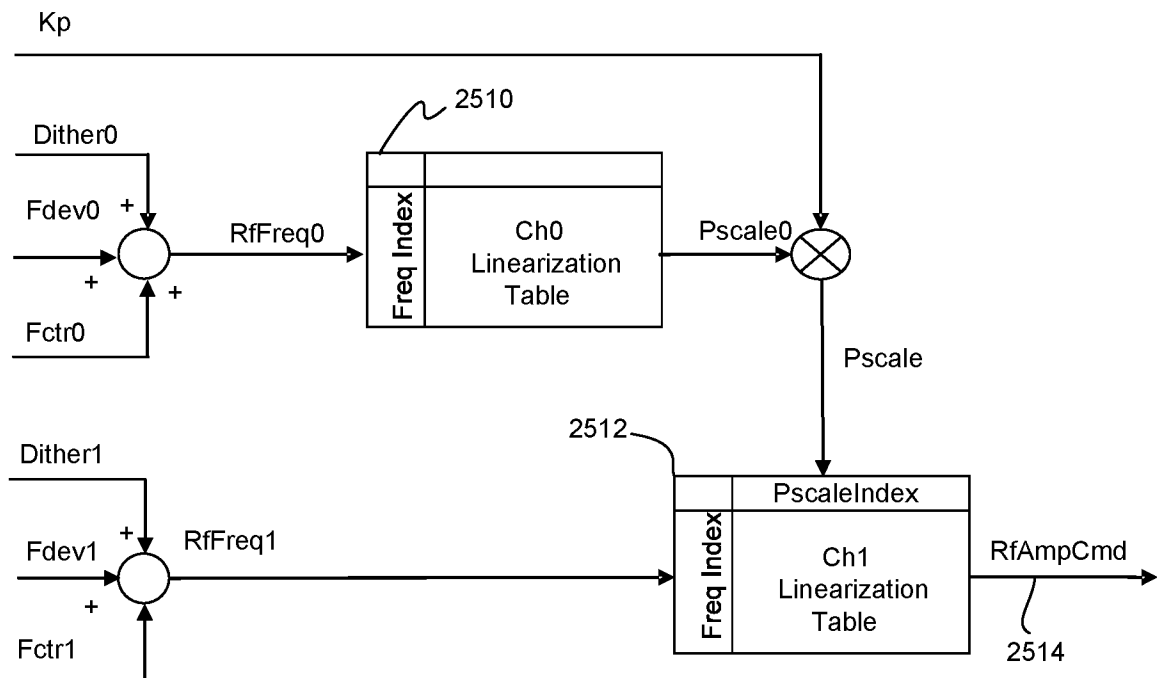 Kp
2510
Dither0
Fdev0
+
RfFreq0
Freq Index
Ch0
Linearization
Table
Pscale0
+
+
Fctr0
Pscale
2512
Dither1
PscaleIndex
+
Fdev1
RfFreq1
Freq Index
Ch1
Linearization
Table
RfAmpCmd
+
Fctr1
2514